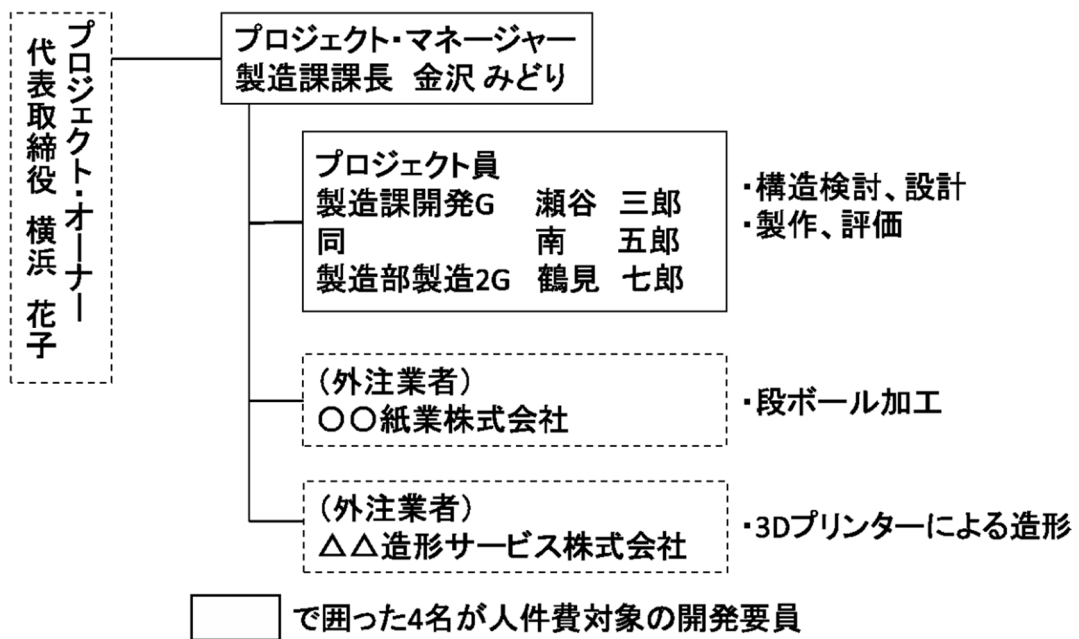 プロジェクト・オーナー
代表取締役 横浜 花子
プロジェクト・マネージャー
製造課課長 金沢 みどり
プロジェクト員
製造課開発G 瀬谷 三郎
同 南 五郎
製造部製造2G 鶴見 七郎
・構造検討、設計
・製作、評価
(外注業者)
〇〇紙業株式会社
・段ボール加工
(外注業者)
△△造形サービス株式会社
・3Dプリンターによる造形
で囲った4名が人件費対象の開発要員